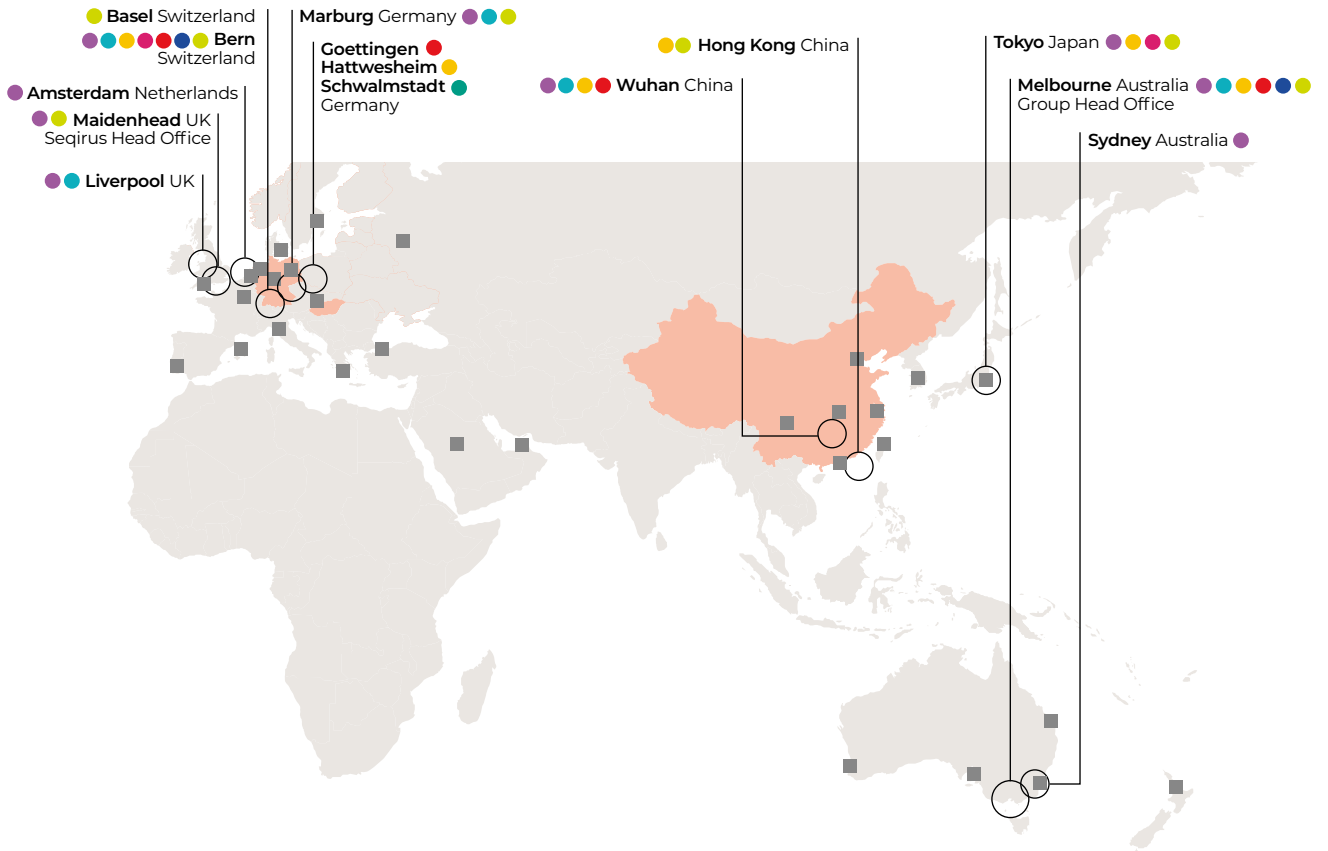 Basel Switzerland
Bern
Switzerland
Amsterdam Netherlands
Maidenhead UK
Seqirus Head Office
Liverpool UK
Marburg Germany
Goettingen
Hattwesheim
Schwalmstadt
Germany
Hong Kong China
Wuhan China
Tokyo Japan
Melbourne Australia
Group Head Office
Sydney Australia